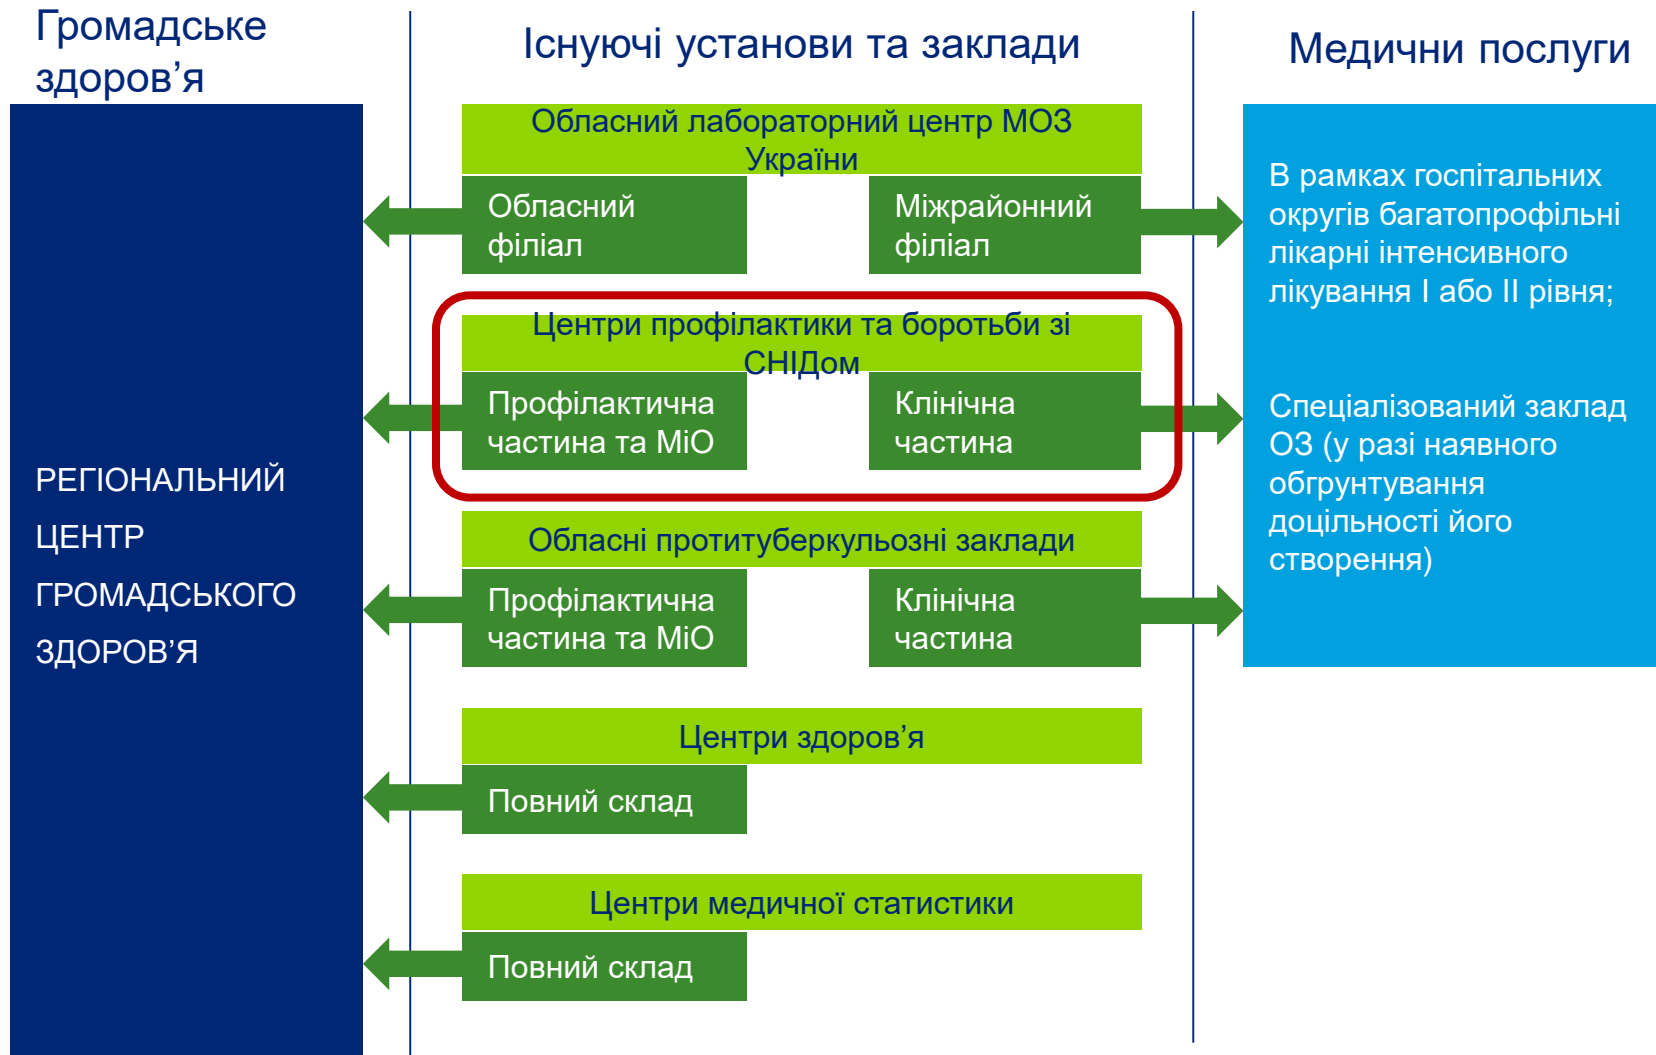 Громадське
здоров’я
Існуючі установи та заклади
Медични послуги
РЕГІОНАЛЬНИЙ
ЦЕНТР
ГРОМАДСЬКОГО
ЗДОРОВ’Я
Обласний лабораторний центр МОЗ
України
Обласний
філіал
Міжрайонний
філіал
Центри профілактики та боротьби зі
СНІДом
Профілактична
частина та МіО
Клінічна
частина
Обласні протитуберкульозні заклади
Профілактична
частина та МіО
Клінічна
частина
Центри здоров’я
Повний склад
Центри медичної статистики
Повний склад
В рамках госпітальних
округів багатопрофільні
лікарні інтенсивного
лікування І або ІІ рівня;
Спеціалізований заклад
ОЗ (у разі наявного
обгрунтування
доцільності його
створення)